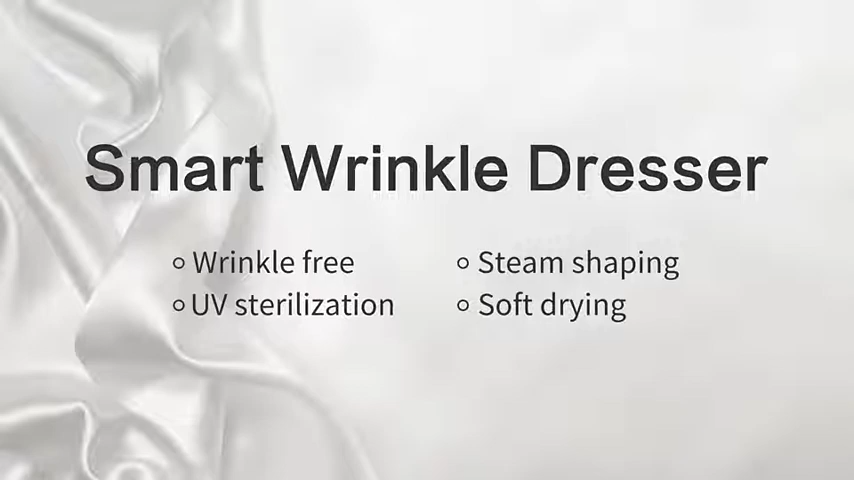 Smart Wrinkle Dresser
Wrinkle free
Steam shaping
UV sterilization
Soft drying